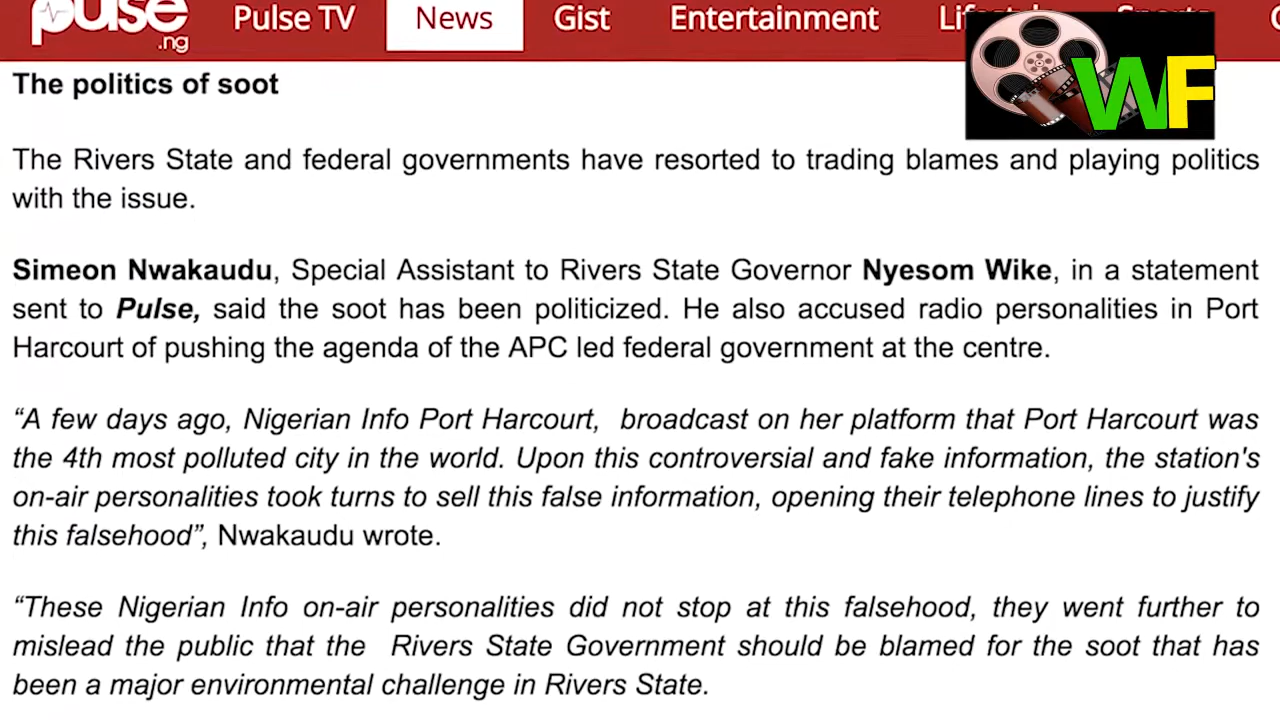 pulse
.ng
Pulse TV News Gist Entertainment Lifestyle Sports
WF
The politics of soot
The Rivers State and federal governments have resorted to trading blames and playing politics
with the issue.
Simeon Nwakaudu, Special Assistant to Rivers State Governor Nyesom Wike, in a statement
sent to Pulse, said the soot has been politicized. He also accused radio personalities in Port
Harcourt of pushing the agenda of the APC led federal government at the centre.
“A few days ago, Nigerian Info Port Harcourt, broadcast on her platform that Port Harcourt was
the 4th most polluted city in the world. Upon this controversial and fake information, the station's
on-air personalities took turns to sell this false information, opening their telephone lines to justify
this falsehood”, Nwakaudu wrote.
“These Nigerian Info on-air personalities did not stop at this falsehood, they went further to
mislead the public that the Rivers State Government should be blamed for the soot that has
been a major environmental challenge in Rivers State.